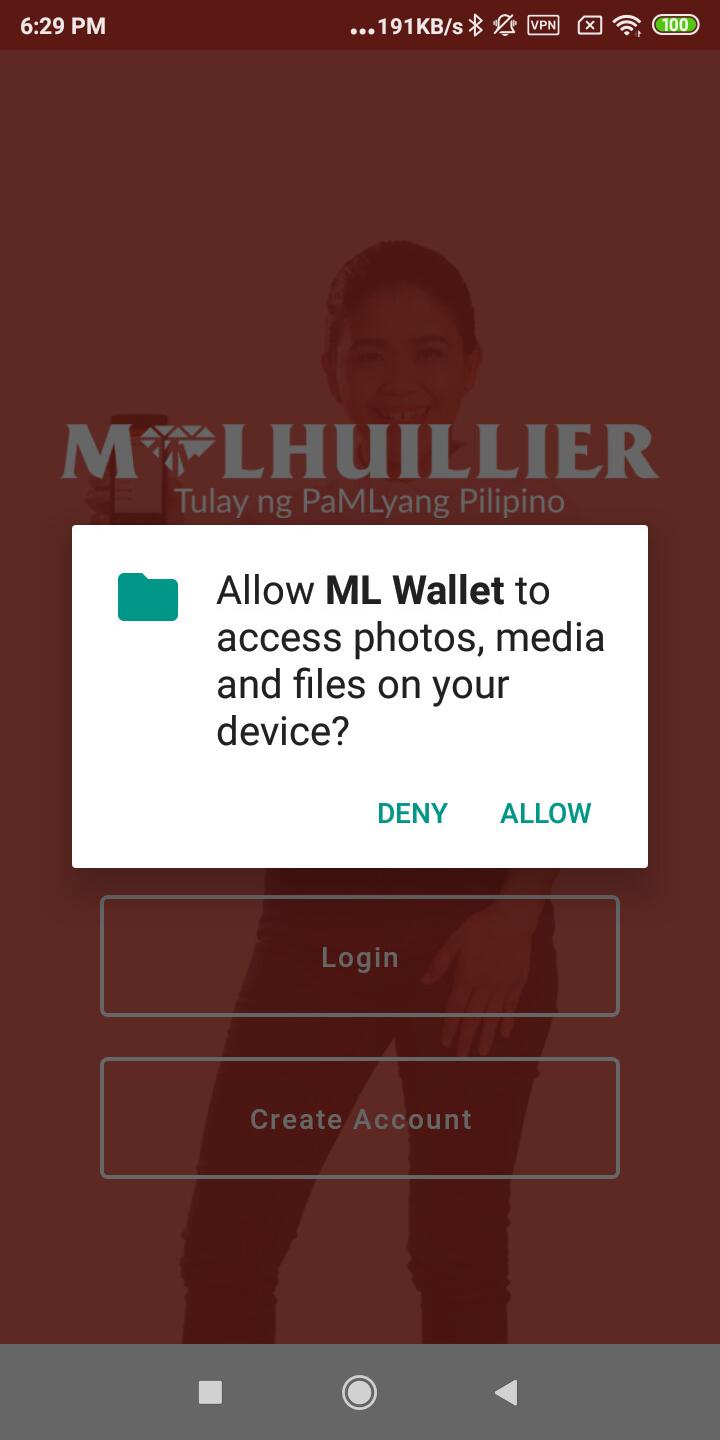 6:29 PM ...191KB/s VPN 100
M LHUILLIER
Tulay ng PaMLyang Pilipino
Allow ML Wallet to
access photos, media
and files on your
device?
DENY ALLOW
Login
Create Account